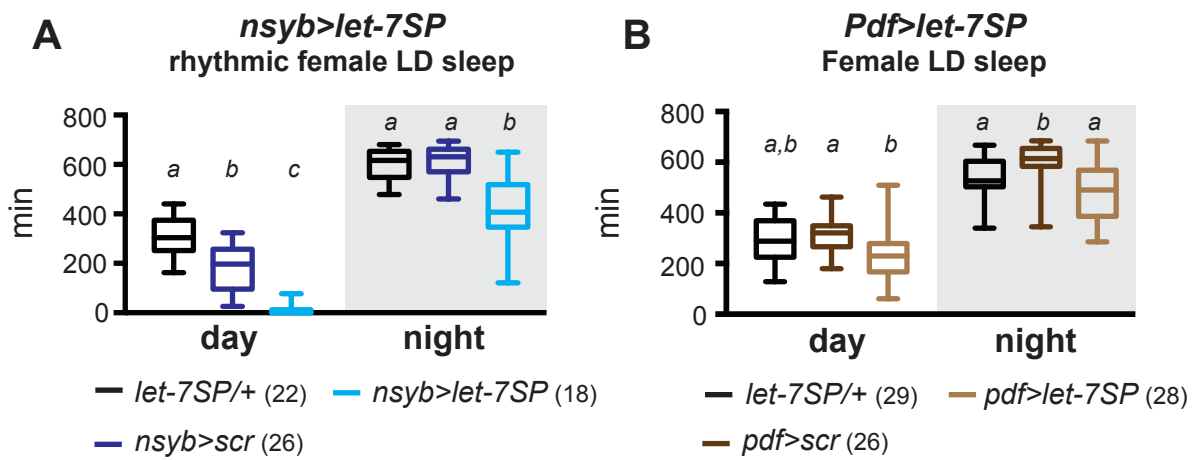 A
nsyb>let-7SP
rhythmic female LD sleep
min
800
600
400
200
0
a
b
c
a
a
b
day
night
let-7SP/+ (22)
nsyb>let-7SP (18)
nsyb>scr (26)
B
Pdf>let-7SP
Female LD sleep
min
800
600
400
200
0
a,b
a
b
a
b
a
day
night
let-7SP/+ (29)
pdf>let-7SP (28)
pdf>scr (26)